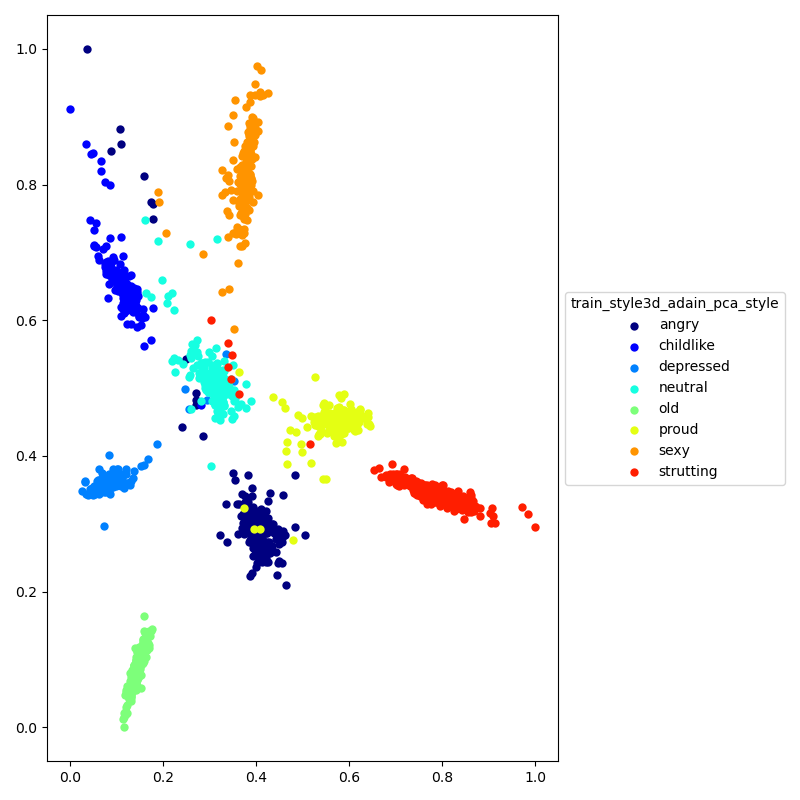 1.0
0.8
0.6
0.4
0.2
0.0
0.0 0.2 0.4 0.6 0.8 1.0
train_style3d_adain_pca_style
angry
childlike
depressed
neutral
old
proud
sexy
strutting